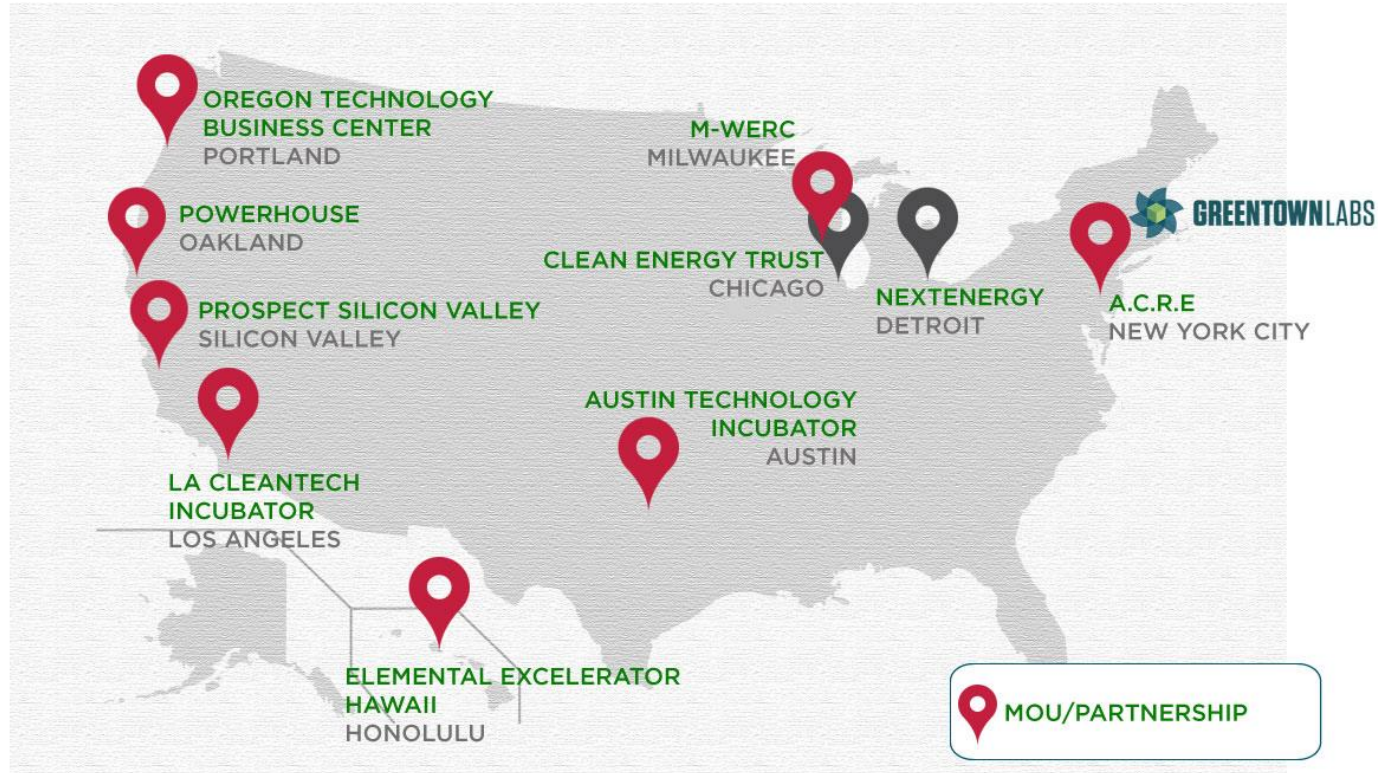 OREGON TECHNOLOGY
BUSINESS CENTER
PORTLAND
M-WERC
MILWAUKEE
POWERHOUSE
OAKLAND
GREENTOWNLABS
CLEAN ENERGY TRUST
CHICAGO
NEXTENERGY
DETROIT
A.C.R.E
NEW YORK CITY
PROSPECT SILICON VALLEY
SILICON VALLEY
AUSTIN TECHNOLOGY
INCUBATOR
AUSTIN
LA CLEANTECH
INCUBATOR
LOS ANGELES
ELEMENTAL EXCELERATOR
HAWAII
HONOLULU
MOU/PARTNERSHIP